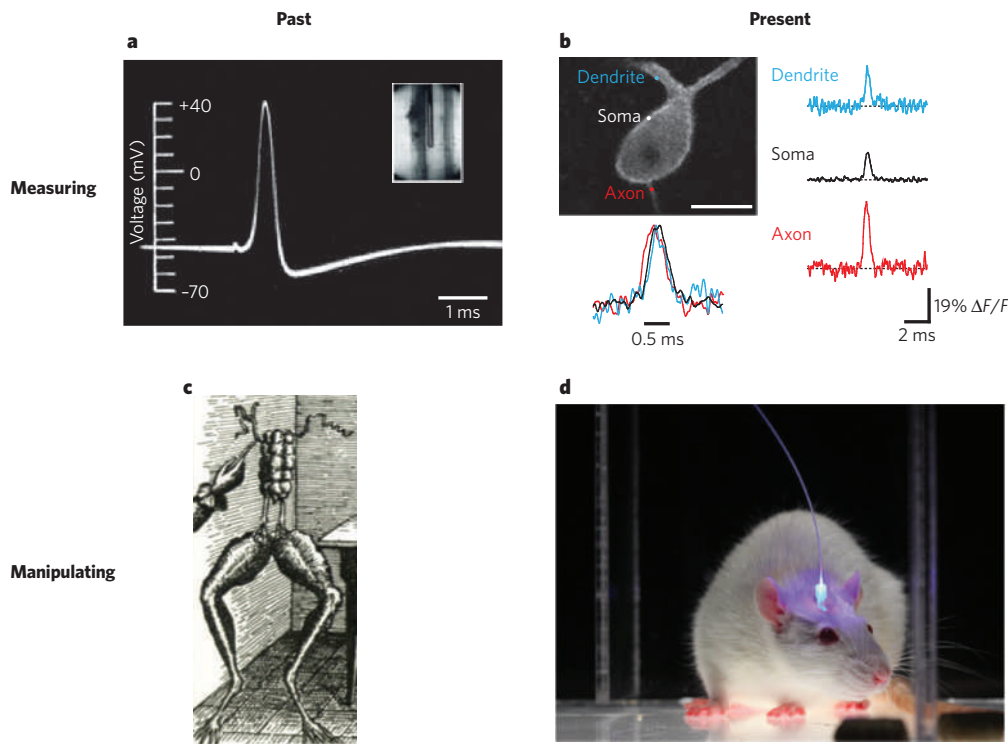 Past
Present
a
b
Measuring
Voltage (mV)
+40
0
–70
1 ms
Dendrite
Soma
Axon
Dendrite
Soma
Axon
0.5 ms
19% ΔF/F
2 ms
c
d
Manipulating